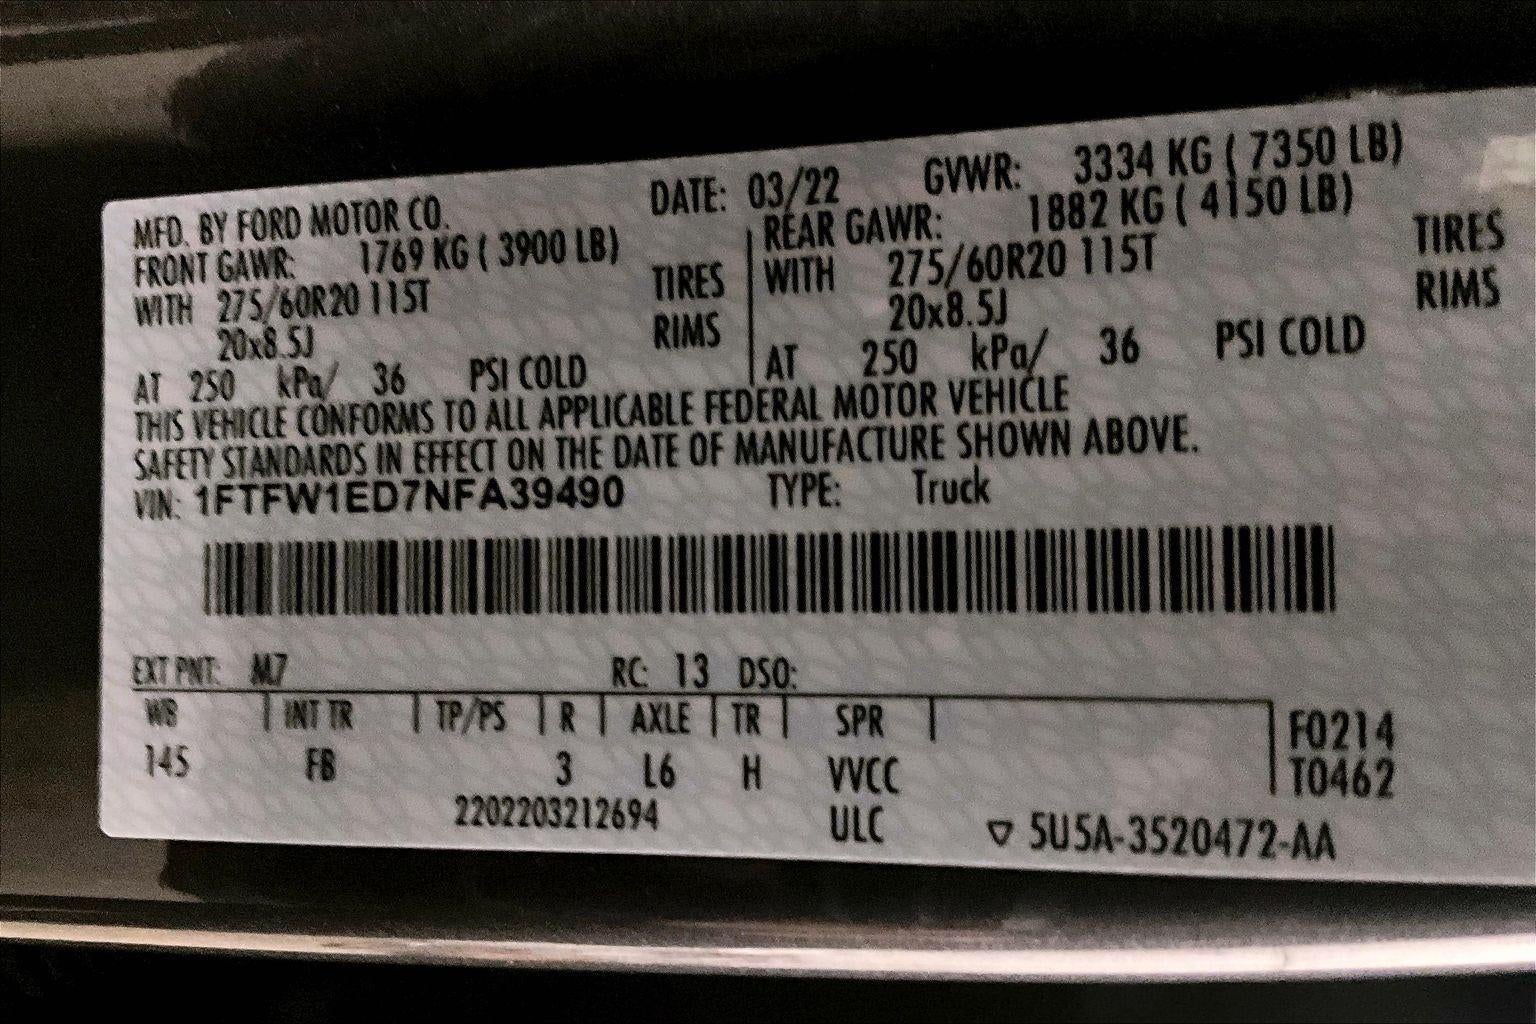 MFD. BY FORD MOTOR CO. DATE: 03/22 GVWR: 3334 KG ( 7350 LB)
FRONT GAWR: 1769 KG ( 3900 LB) REAR GAWR: 1882 KG ( 4150 LB)
WITH 275/60R20 115T TIRES WITH 275/60R20 115T TIRES
20x8.5J RIMS 20x8.5J RIMS
AT 250 kPa/ 36 PSI COLD AT 250 kPa/ 36 PSI COLD
THIS VEHICLE CONFORMS TO ALL APPLICABLE FEDERAL MOTOR VEHICLE
SAFETY STANDARDS IN EFFECT ON THE DATE OF MANUFACTURE SHOWN ABOVE.
VIN: 1FTFW1ED7NFA39490 TYPE: Truck
EXT PNT: M7 RC: 13 DSO:
WB INT TR TP/PS R AXLE TR SPR F0214
145 FB 3 L6 H VVCC T0462
2202203212694 ULC ▽ 5U5A-3520472-AA